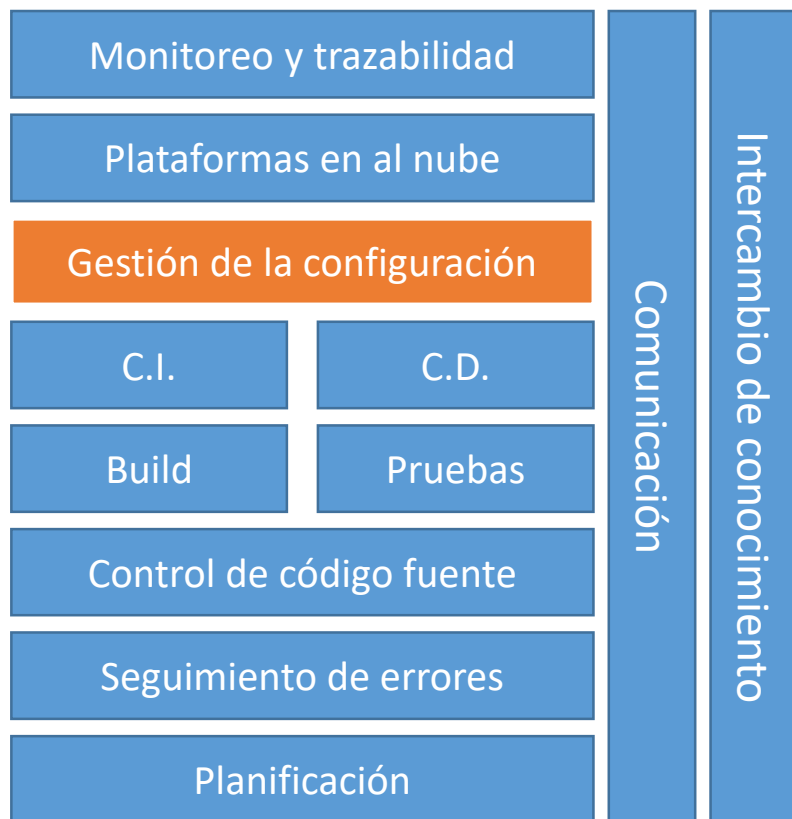 Monitoreo y trazabilidad
Plataformas en al nube
Gestión de la configuración
C.I.
C.D.
Build
Pruebas
Control de código fuente
Seguimiento de errores
Planificación
Comunicación
Intercambio de conocimiento